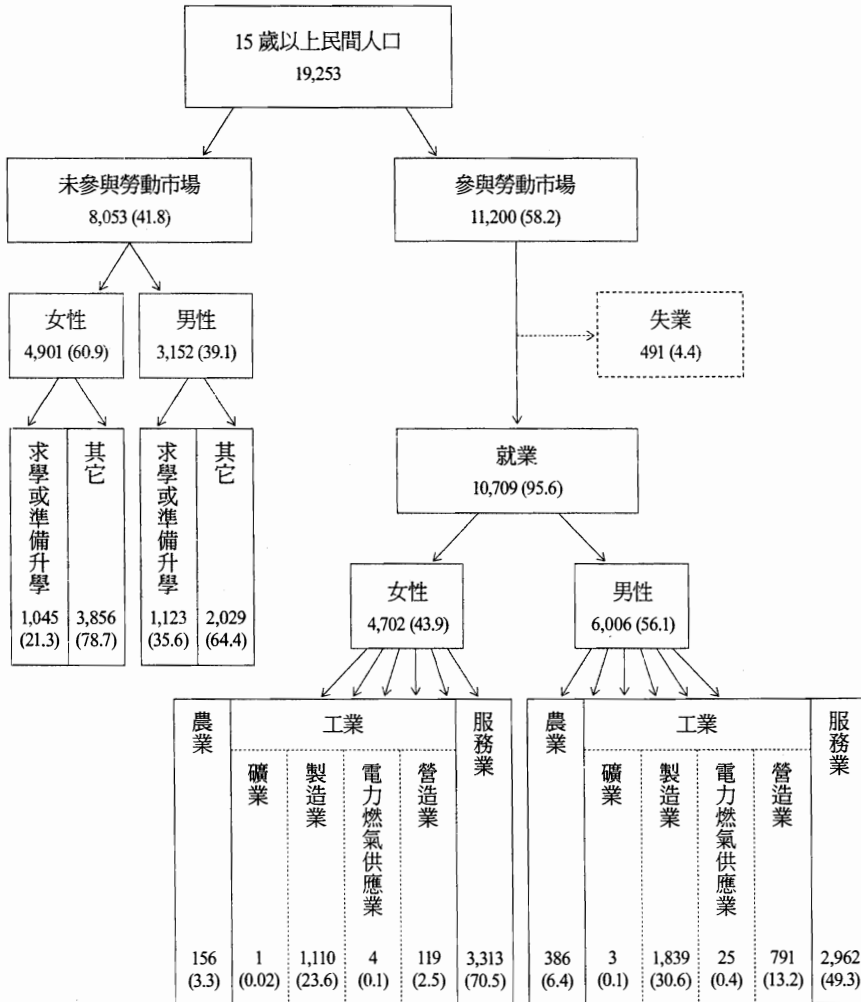 15 歲以上民間人口
19,253
未參與勞動市場
8,053 (41.8)
參與勞動市場
11,200 (58.2)
女性
4,901 (60.9)
男性
3,152 (39.1)
失業
491 (4.4)
求學或準備升學
1,045
(21.3)
其它
3,856
(78.7)
求學或準備升學
1,123
(35.6)
其它
2,029
(64.4)
就業
10,709 (95.6)
女性
4,702 (43.9)
男性
6,006 (56.1)
農業
156
(3.3)
工業
礦業
1
(0.02)
製造業
1,110
(23.6)
電力燃氣供應業
4
(0.1)
營造業
119
(2.5)
服務業
3,313
(70.5)
農業
386
(6.4)
工業
礦業
3
(0.1)
製造業
1,839
(30.6)
電力燃氣供應業
25
(0.4)
營造業
791
(13.2)
服務業
2,962
(49.3)